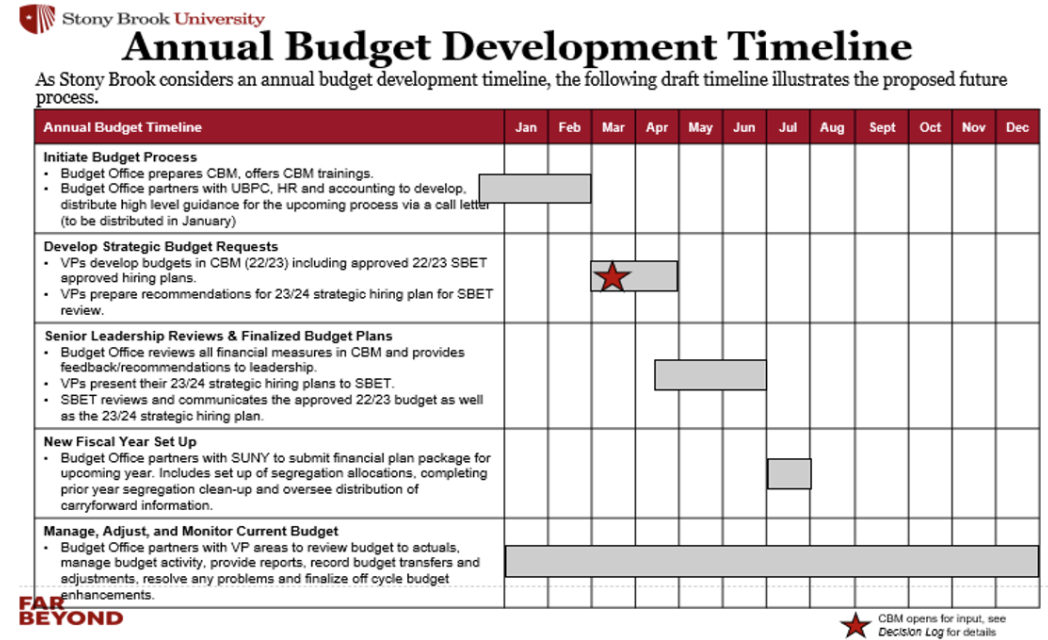 Stony Brook University
Annual Budget Development Timeline
As Stony Brook considers an annual budget development timeline, the following draft timeline illustrates the proposed future
process.
Annual Budget Timeline Jan Feb Mar Apr May Jun Jul Aug Sept Oct Nov Dec
Initiate Budget Process
• Budget Office prepares CBM, offers CBM trainings.
• Budget Office partners with UBPC, HR and accounting to develop,
distribute high level guidance for the upcoming process via a call letter
(to be distributed in January)
Develop Strategic Budget Requests
• VPs develop budgets in CBM (22/23) including approved 22/23 SBET
approved hiring plans.
• VPs prepare recommendations for 23/24 strategic hiring plan for SBET
review.
Senior Leadership Reviews & Finalized Budget Plans
• Budget Office reviews all financial measures in CBM and provides
feedback/recommendations to leadership.
• VPs present their 23/24 strategic hiring plans to SBET.
• SBET reviews and communicates the approved 22/23 budget as well
as the 23/24 strategic hiring plan.
New Fiscal Year Set Up
• Budget Office partners with SUNY to submit financial plan package for
upcoming year. Includes set up of segregation allocations, completing
prior year segregation clean-up and oversee distribution of
carryforward information.
Manage, Adjust, and Monitor Current Budget
• Budget Office partners with VP areas to review budget to actuals,
manage budget activity, provide reports, record budget transfers and
adjustments, resolve any problems and finalize off cycle budget
enhancements.
FAR
BEYOND
CBM opens for input, see
Decision Log for details